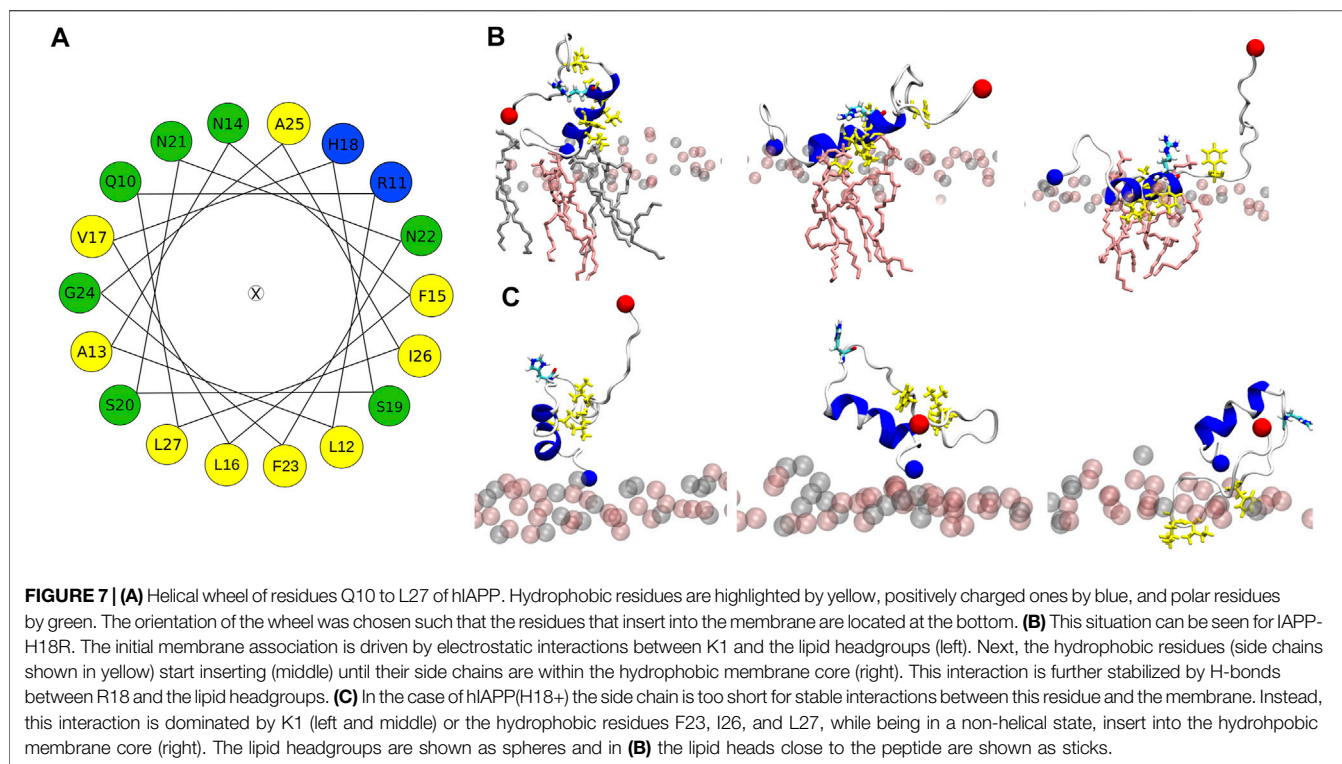 A
B
N14
A25
N21
H18
Q10
R11
V17
N22
G24
X
F15
A13
I26
S20
S19
L27
L12
L16
F23
C
FIGURE 7 | (A) Helical wheel of residues Q10 to L27 of hIAPP. Hydrophobic residues are highlighted by yellow, positively charged ones by blue, and polar residues
by green. The orientation of the wheel was chosen such that the residues that insert into the membrane are located at the bottom. (B) This situation can be seen for IAPP-
H18R. The initial membrane association is driven by electrostatic interactions between K1 and the lipid headgroups (left). Next, the hydrophobic residues (side chains
shown in yellow) start inserting (middle) until their side chains are within the hydrophobic membrane core (right). This interaction is further stabilized by H-bonds
between R18 and the lipid headgroups. (C) In the case of hIAPP(H18+) the side chain is too short for stable interactions between this residue and the membrane. Instead,
this interaction is dominated by K1 (left and middle) or the hydrophobic residues F23, I26, and L27, while being in a non-helical state, insert into the hydrohpobic
membrane core (right). The lipid headgroups are shown as spheres and in (B) the lipid heads close to the peptide are shown as sticks.